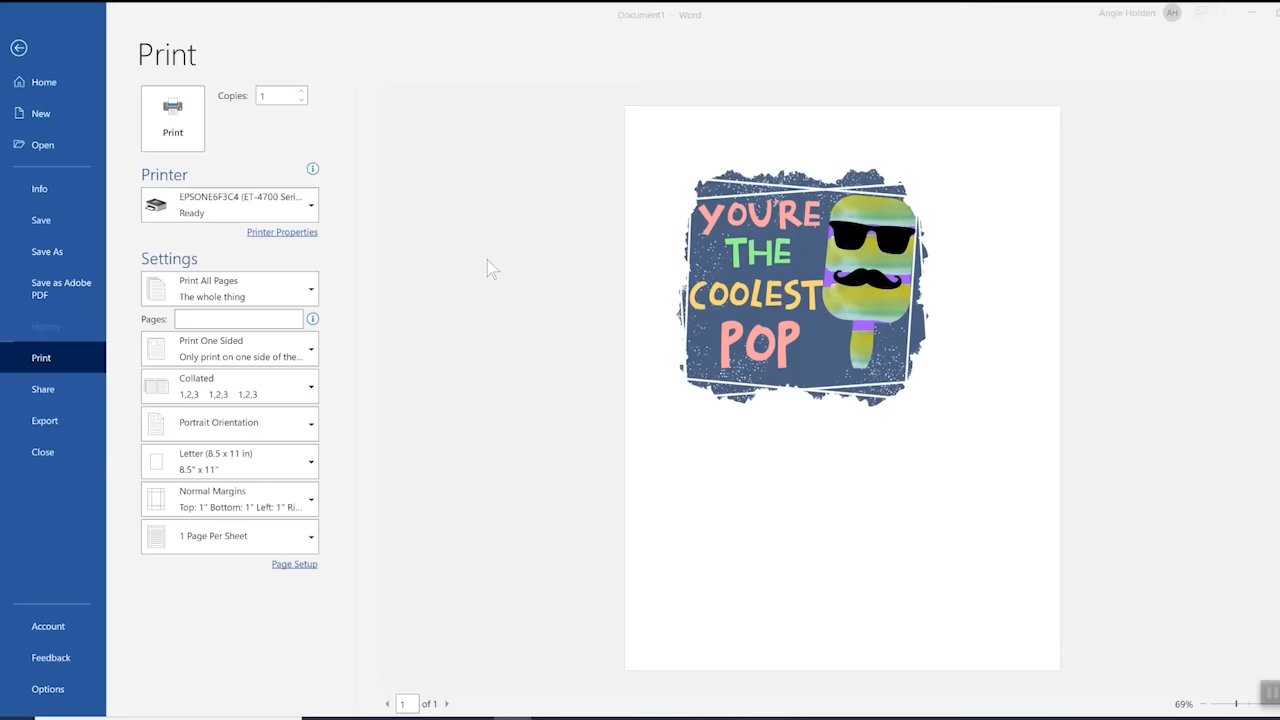 Document1 - Word
Angie Holden AH
Print
Home
New
Open
Info
Save
Save As
Save as Adobe
PDF
History
Print
Share
Export
Close
Account
Feedback
Options
Print
Copies: 1
Printer
EPSONE6F3C4 (ET-4700 Seri...
Ready
Printer Properties
Settings
Print All Pages
The whole thing
Pages:
Print One Sided
Only print on one side of the...
Collated
1,2,3 1,2,3 1,2,3
Portrait Orientation
Letter (8.5 x 11 in)
8.5" x 11"
Normal Margins
Top: 1" Bottom: 1" Left: 1" Ri...
1 Page Per Sheet
Page Setup
YOU'RE
THE
COOLEST
POP
1 of 1
69%